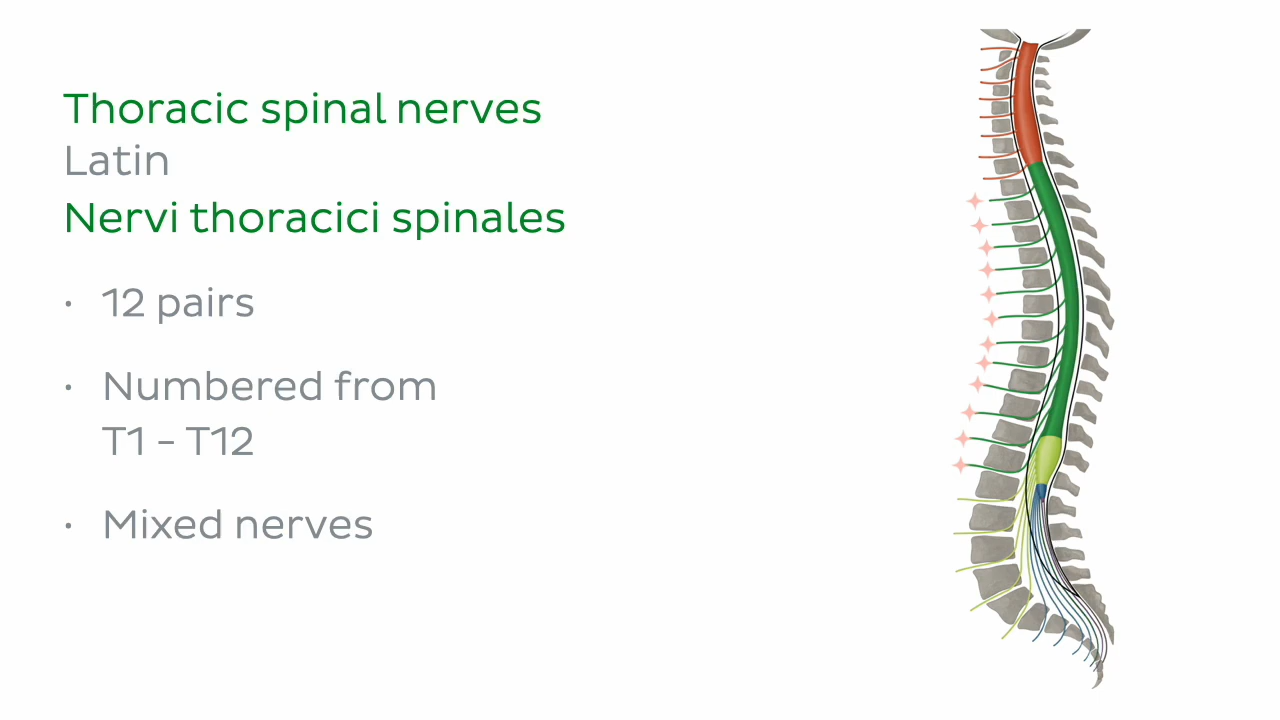 Thoracic spinal nerves
Latin
Nervi thoracici spinales
· 12 pairs
· Numbered from
T1 – T12
· Mixed nerves